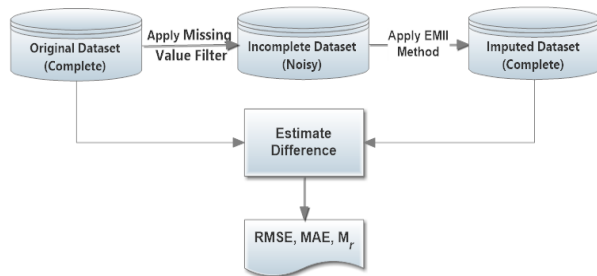 Original Dataset
(Complete)
Apply Missing
Value Filter
Incomplete Dataset
(Noisy)
Apply EMII
Method
Imputed Dataset
(Complete)
Estimate
Difference
RMSE, MAE, Mr